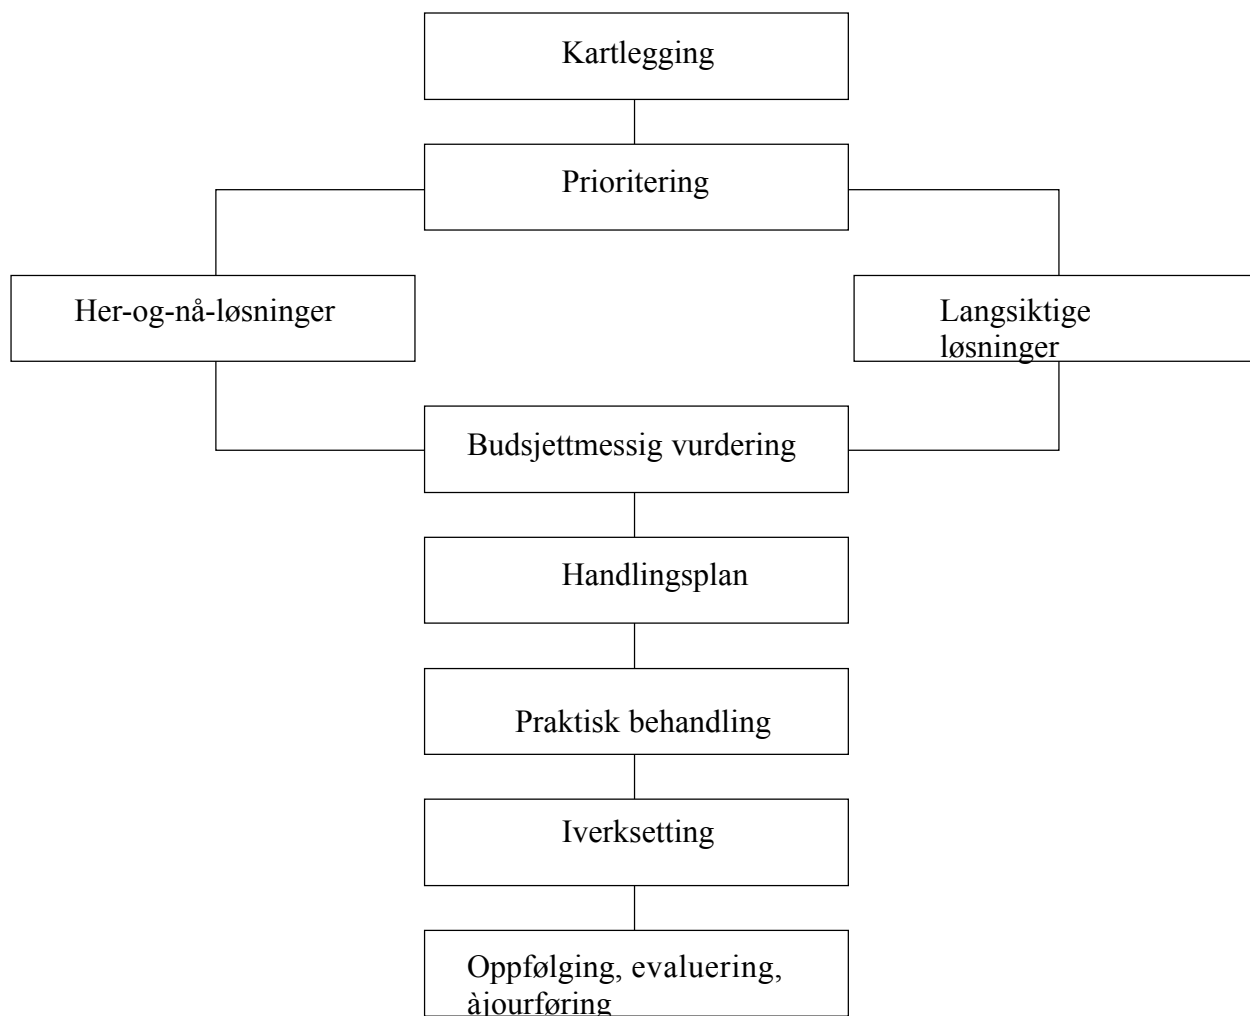 Kartlegging
Prioritering
Her-og-nå-løsninger
Langsiktige
løsninger
Budsjettmessig vurdering
Handlingsplan
Praktisk behandling
Iverksetting
Oppfølging, evaluering,
àjourføring